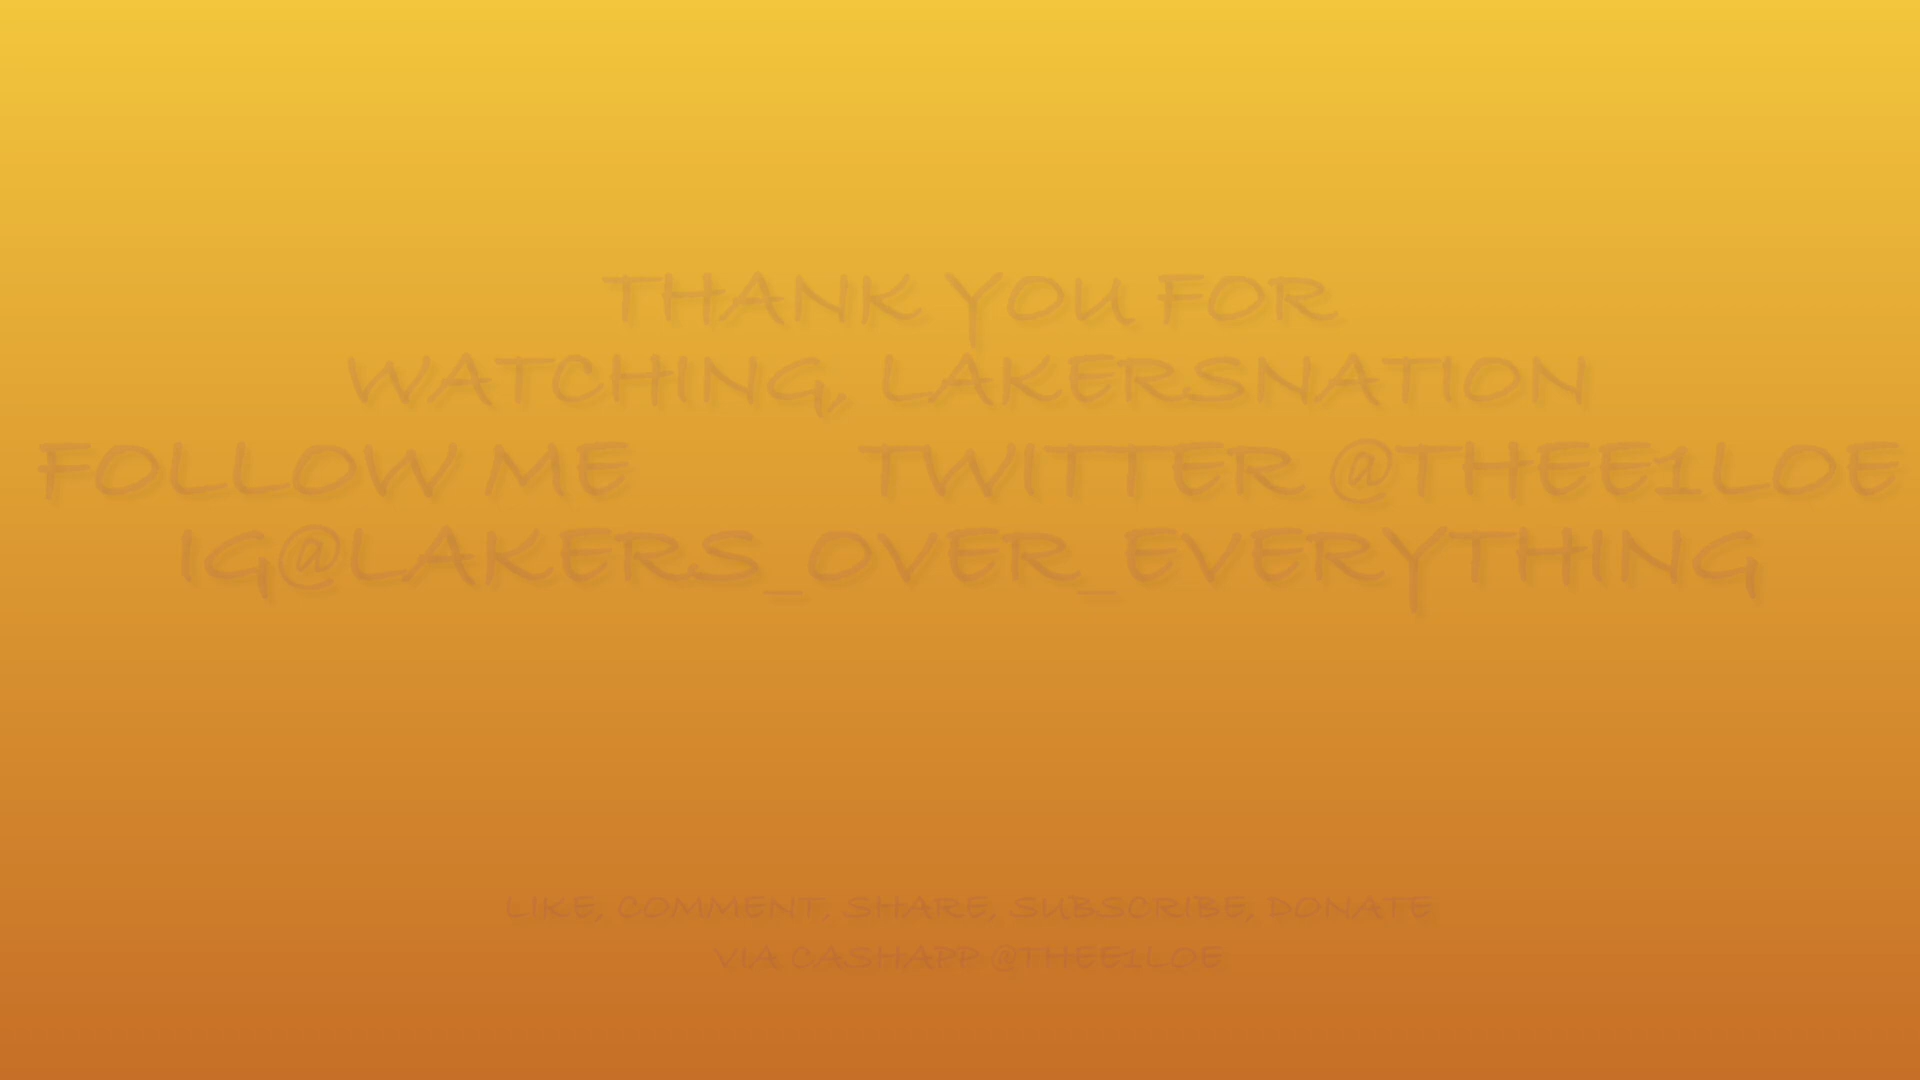 THANK YOU FOR
WATCHING, LAKERSNATION
FOLLOW ME TWITTER @THEE1LOE
IG@LAKERS_OVER_EVERYTHING
LIKE, COMMENT, SHARE, SUBSCRIBE, DONATE
VIA CASHAPP @THEE1LOE